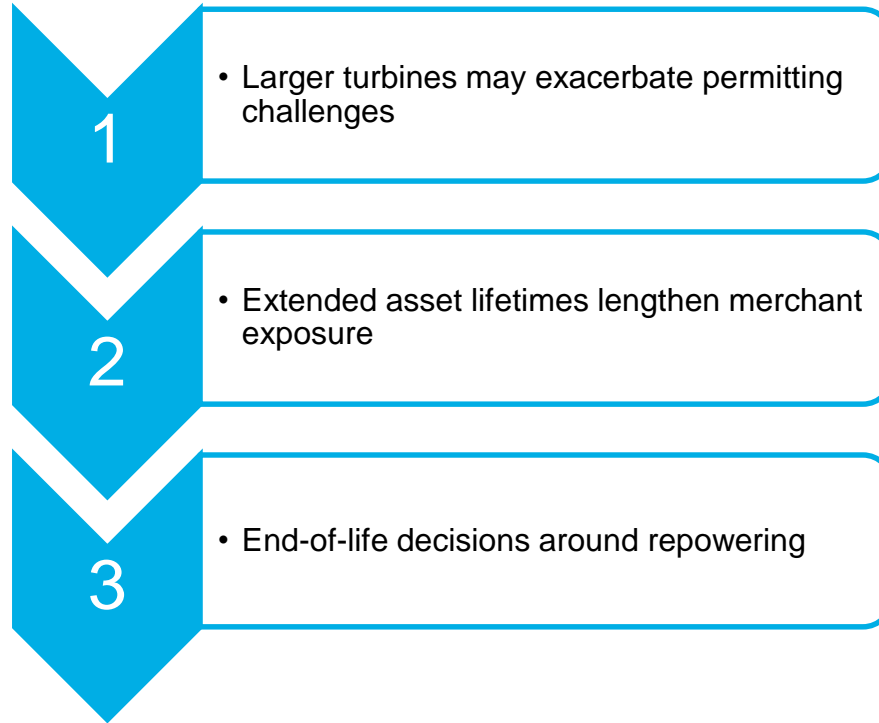 1
• Larger turbines may exacerbate permitting
challenges
2
• Extended asset lifetimes lengthen merchant
exposure
3
• End-of-life decisions around repowering